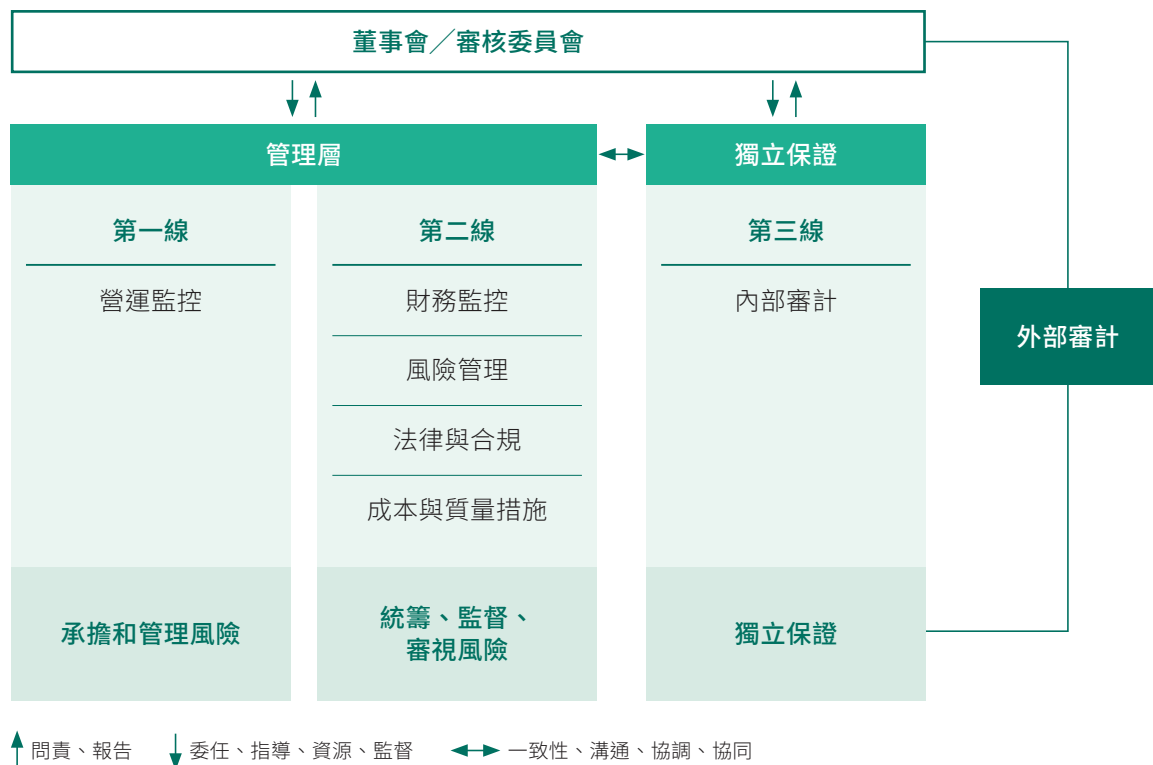 董事會／審核委員會
管理層
獨立保證
第一線
營運監控
承擔和管理風險
第二線
財務監控
風險管理
法律與合規
成本與質量措施
統籌、監督、
審視風險
第三線
內部審計
獨立保證
外部審計
問責、報告
委任、指導、資源、監督
一致性、溝通、協調、協同